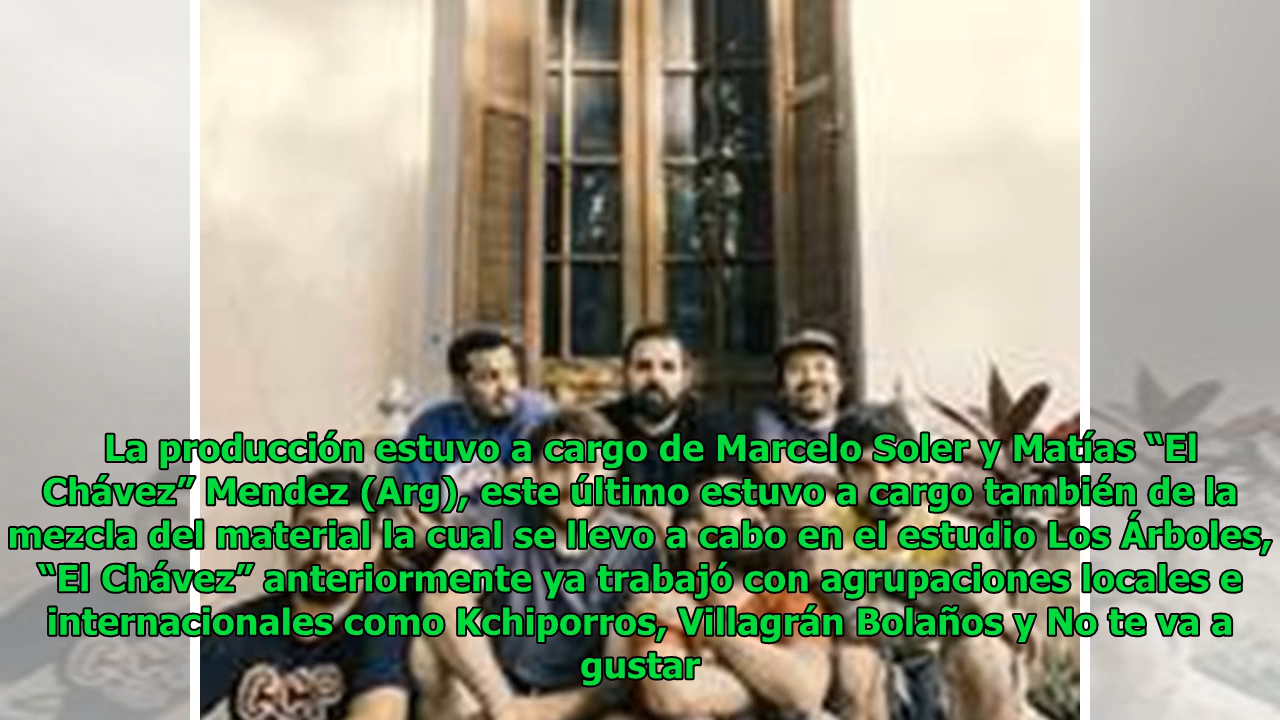 La producción estuvo a cargo de Marcelo Soler y Matías “El
Chávez” Mendez (Arg), este último estuvo a cargo también de la
mezcla del material la cual se llevo a cabo en el estudio Los Árboles,
“El Chávez” anteriormente ya trabajó con agrupaciones locales e
internacionales como Kchiporros, Villagrán Bolaños y No te va a
gustar